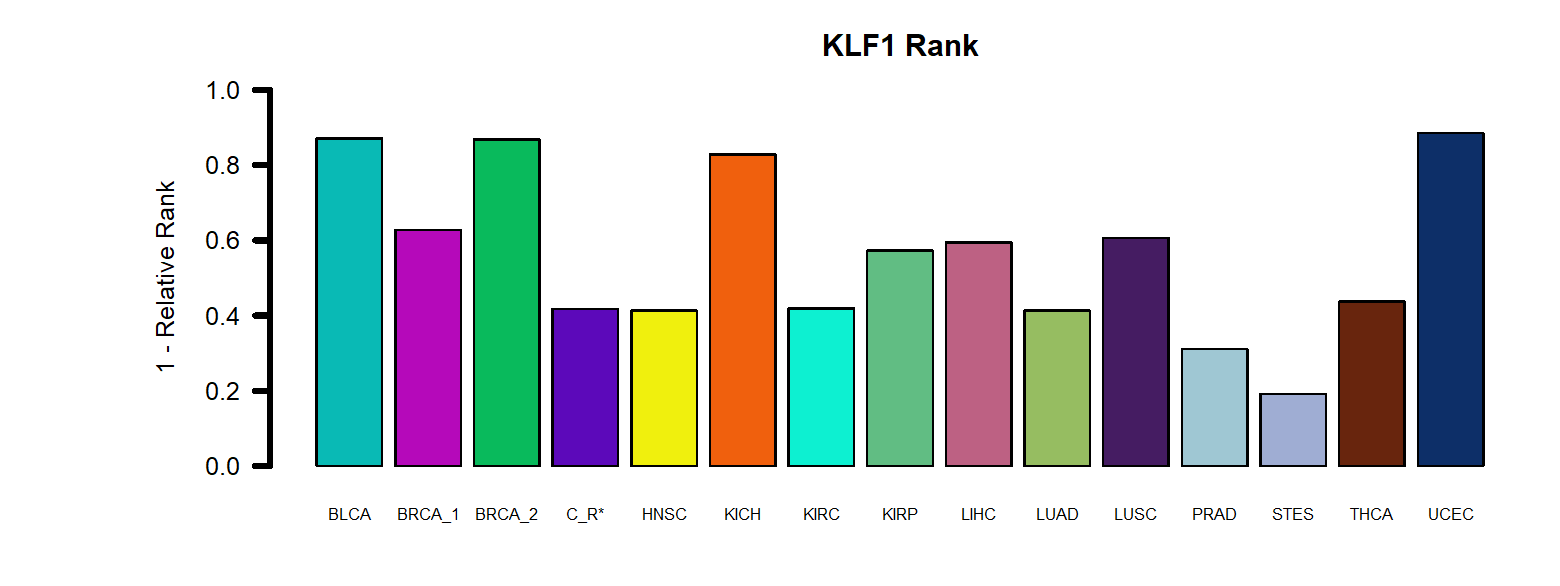 KLF1 Rank
1.0
0.8
0.6
0.4
0.2
0.0
1 - Relative Rank
BLCA BRCA_1 BRCA_2 C_R* HNSC KICH KIRC KIRP LIHC LUAD LUSC PRAD STES THCA UCEC